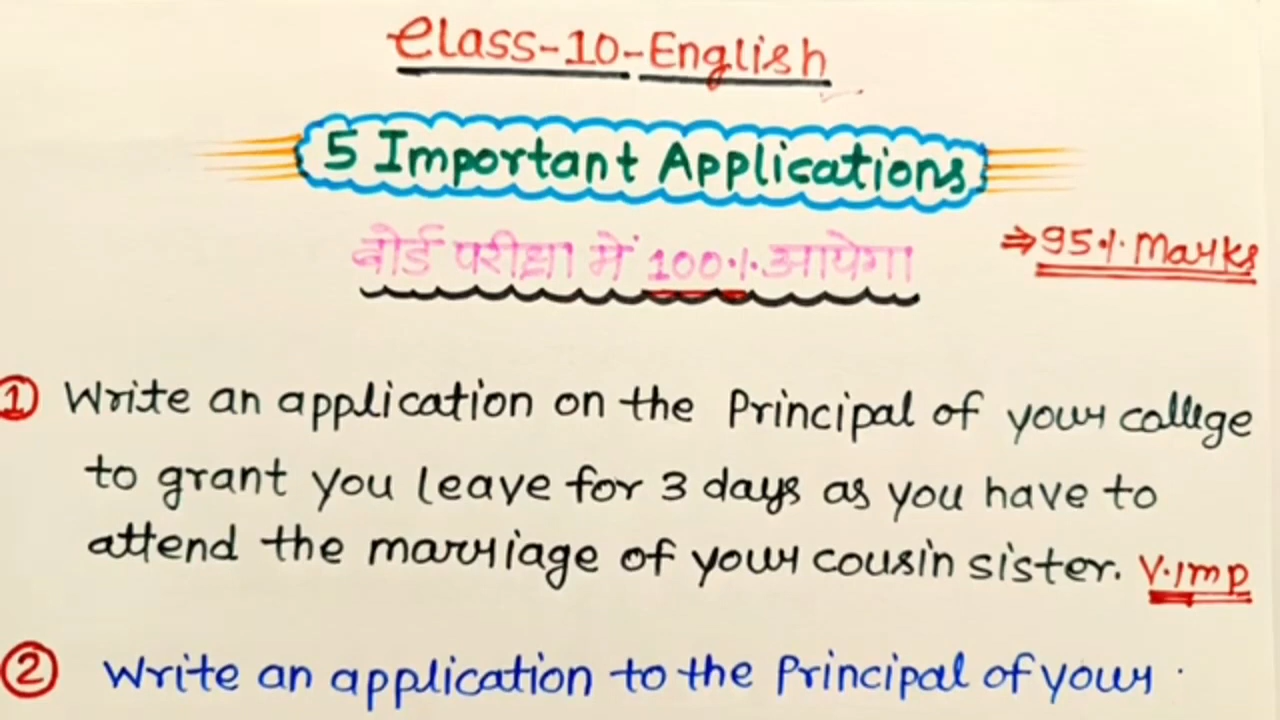 Class-10-English
5 Important Applications
बोर्ड परीक्षा में 100% आयेगा
⇒ 95% Marks
① Write an application on the Principal of your college
to grant you leave for 3 days as you have to
attend the marriage of your cousin sister. V.imp
② Write an application to the Principal of your